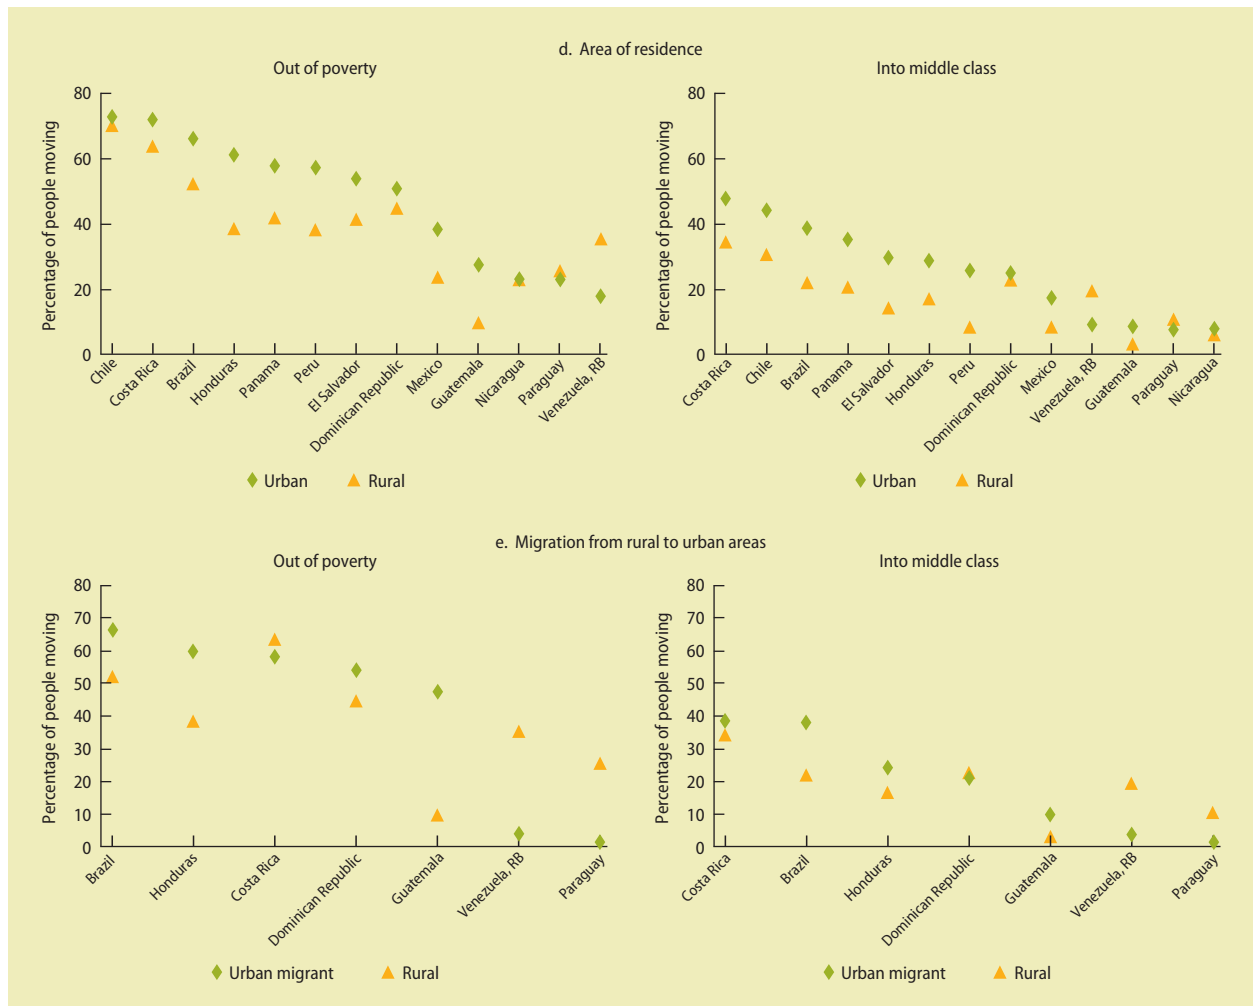 d. Area of residence
Out of poverty
Percentage of people moving
80
60
40
20
0
Chile
Costa Rica
Brazil
Honduras
Panama
Peru
El Salvador
Dominican Republic
Mexico
Guatemala
Nicaragua
Paraguay
Venezuela, RB
Urban Rural
Into middle class
Percentage of people moving
80
60
40
20
0
Costa Rica
Chile
Brazil
Panama
El Salvador
Honduras
Peru
Dominican Republic
Mexico
Venezuela, RB
Guatemala
Paraguay
Nicaragua
Urban Rural
e. Migration from rural to urban areas
Out of poverty
Percentage of people moving
80
70
60
50
40
30
20
10
0
Brazil
Honduras
Costa Rica
Dominican Republic
Guatemala
Venezuela, RB
Paraguay
Urban migrant Rural
Into middle class
Percentage of people moving
80
70
60
50
40
30
20
10
0
Costa Rica
Brazil
Honduras
Dominican Republic
Guatemala
Venezuela, RB
Paraguay
Urban migrant Rural